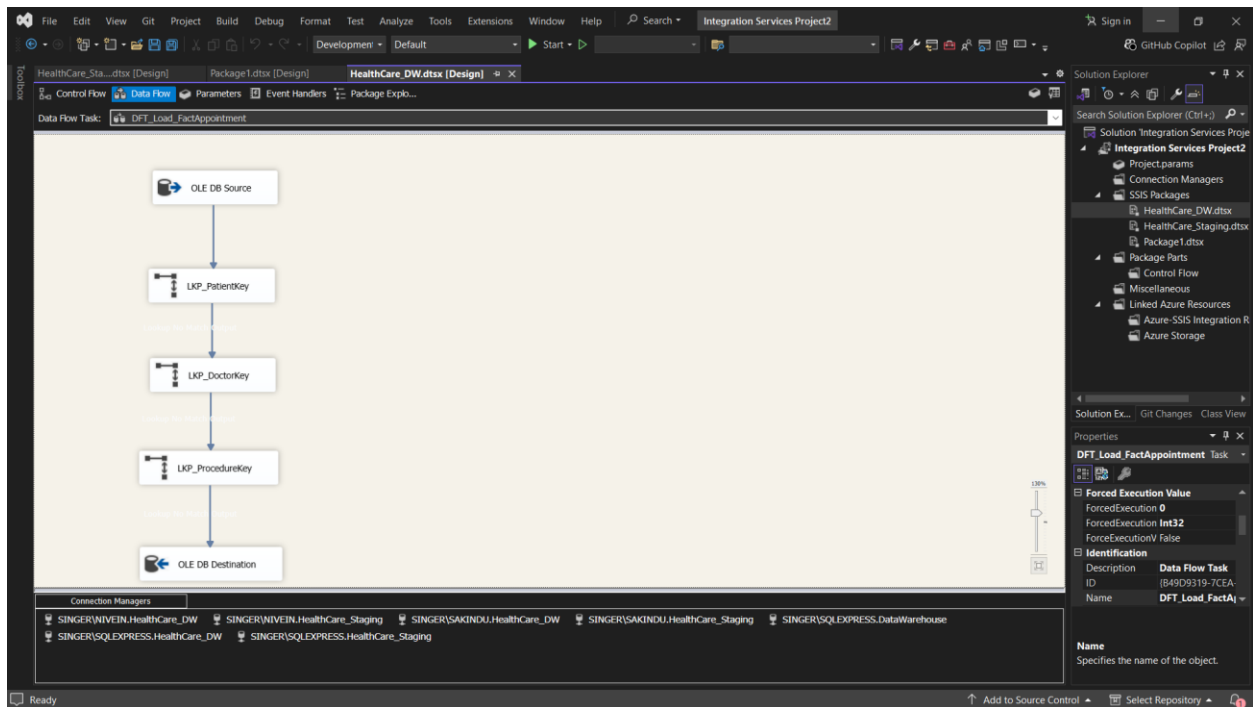 File Edit View Git Project Build Debug Format Test Analyze Tools Extensions Window Help Search Integration Services Project2 Sign in
Development Default Start GitHub Copilot
Toolbox
HealthCare_Sta....dtsx [Design] Package1.dtsx [Design] HealthCare_DW.dtsx [Design]
Control Flow Data Flow Parameters Event Handlers Package Explo...
Data Flow Task: DFT_Load_FactAppointment
OLE DB Source
LKP_PatientKey
LKP_DoctorKey
LKP_ProcedureKey
OLE DB Destination
130%
Connection Managers
SINGER\NIVEIN.HealthCare_DW SINGER\NIVEIN.HealthCare_Staging SINGER\SAKINDU.HealthCare_DW SINGER\SAKINDU.HealthCare_Staging SINGER\SQLEXPRESS.DataWarehouse
SINGER\SQLEXPRESS.HealthCare_DW SINGER\SQLEXPRESS.HealthCare_Staging
Solution Explorer
Search Solution Explorer (Ctrl+;)
Solution 'Integration Services Proje
Integration Services Project2
Project.params
Connection Managers
SSIS Packages
HealthCare_DW.dtsx
HealthCare_Staging.dtsx
Package1.dtsx
Package Parts
Control Flow
Miscellaneous
Linked Azure Resources
Azure-SSIS Integration R
Azure Storage
Solution Ex... Git Changes Class View
Properties
DFT_Load_FactAppointment Task
Forced Execution Value
ForcedExecution 0
ForcedExecution Int32
ForceExecutionV False
Identification
Description Data Flow Task
ID {B49D9319-7CEA-
Name DFT_Load_FactA
Name
Specifies the name of the object.
Ready Add to Source Control Select Repository